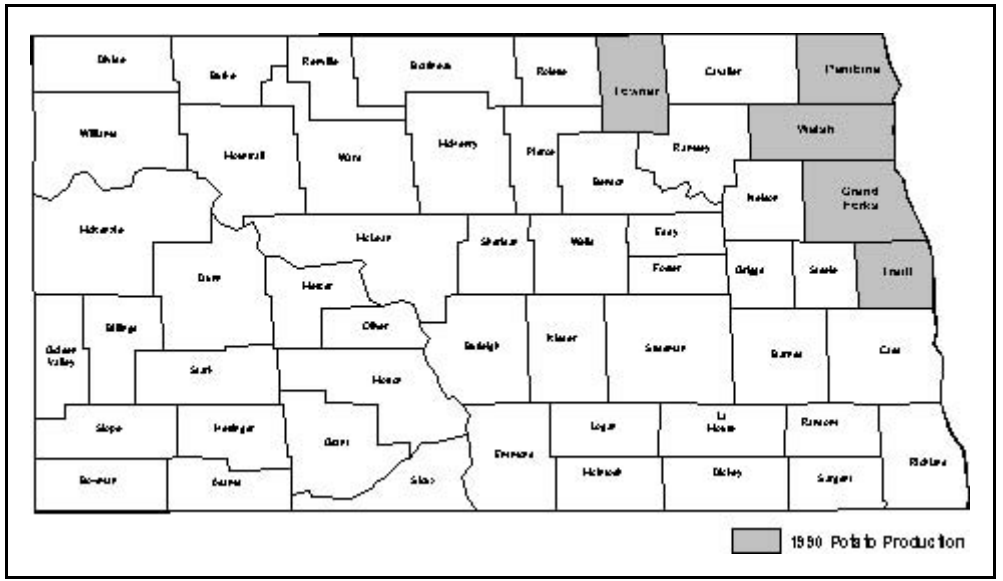 Divide
Burke
Renville
Bottineau
Rolette
Towner
Cavalier
Pembina
Williams
Mountrail
Ward
McHenry
Pierce
Benson
Ramsey
Walsh
Nelson
Grand
Forks
McKenzie
Dunn
McLean
Mercer
Oliver
Sheridan
Wells
Eddy
Foster
Griggs
Steele
Traill
Golden
Valley
Billings
Stark
Morton
Burleigh
Kidder
Stutsman
Barnes
Cass
Slope
Hettinger
Grant
Bowman
Adams
Sioux
Emmons
Logan
La
Moure
Ransom
McIntosh
Dickey
Sargent
Richland
1990 Potato Production